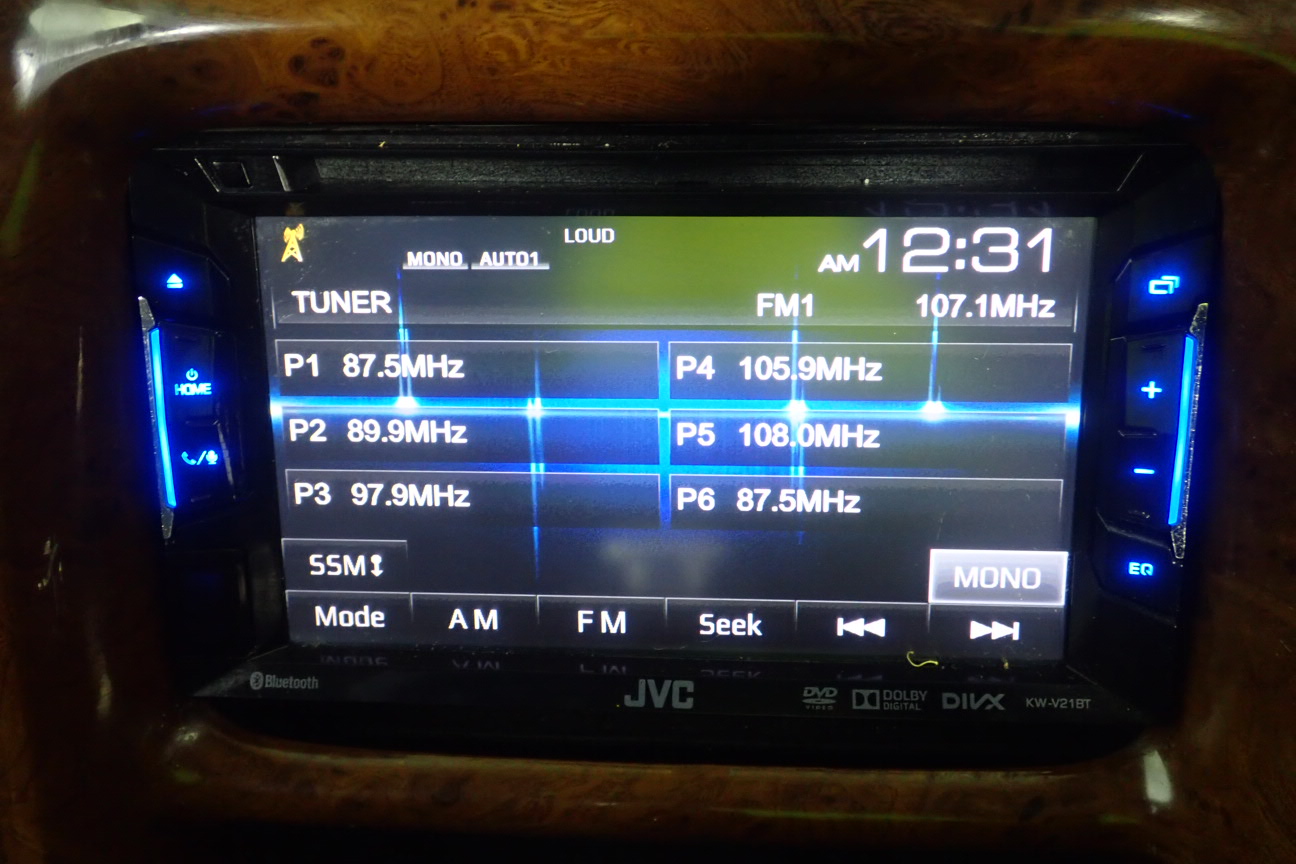 LOUD
MONO AUTO1
AM 12:31
TUNER FM1 107.1MHz
P1 87.5MHz
P4 105.9MHz
P2 89.9MHz
P5 108.0MHz
P3 97.9MHz
P6 87.5MHz
HOME
SSM
MONO
EQ
Mode AM FM Seek
Bluetooth
JVC
DVD VIDEO
DOLBY DIGITAL
DIVX
KW-V21BT